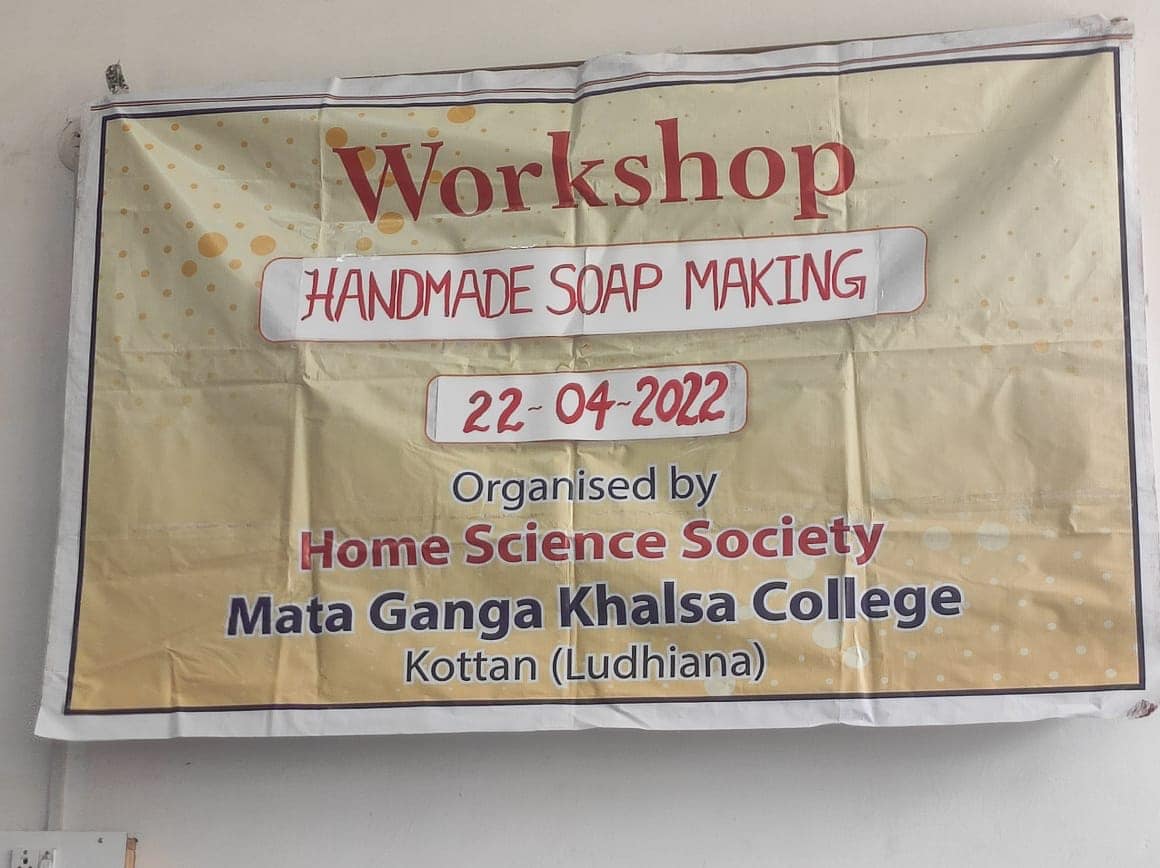 Workshop
HANDMADE SOAP MAKING
22-04-2022
Organised by
Home Science Society
Mata Ganga Khalsa College
Kottan (Ludhiana)